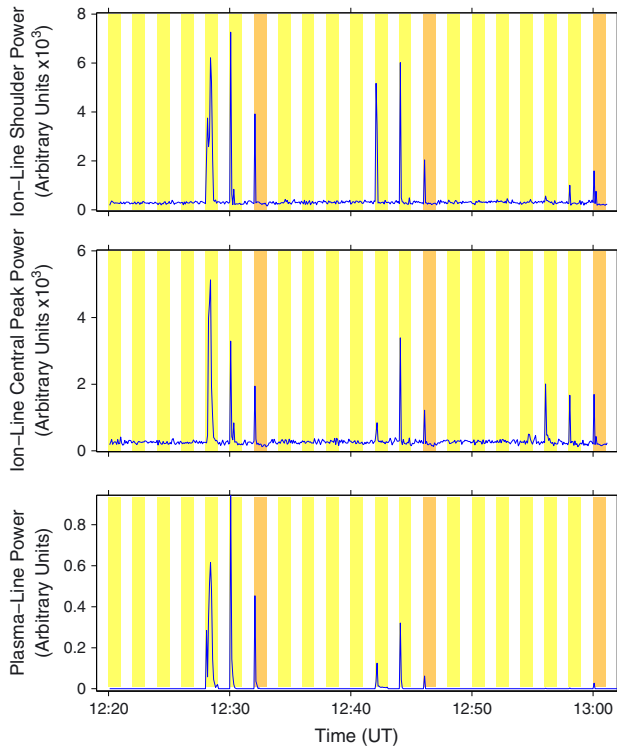 Ion-Line Shoulder Power
(Arbitrary Units x10³)
8
6
4
2
0
Ion-Line Central Peak Power
(Arbitrary Units x10³)
6
4
2
0
Plasma-Line Power
(Arbitrary Units)
0.8
0.6
0.4
0.2
0
12:20 12:30 12:40 12:50 13:00
Time (UT)